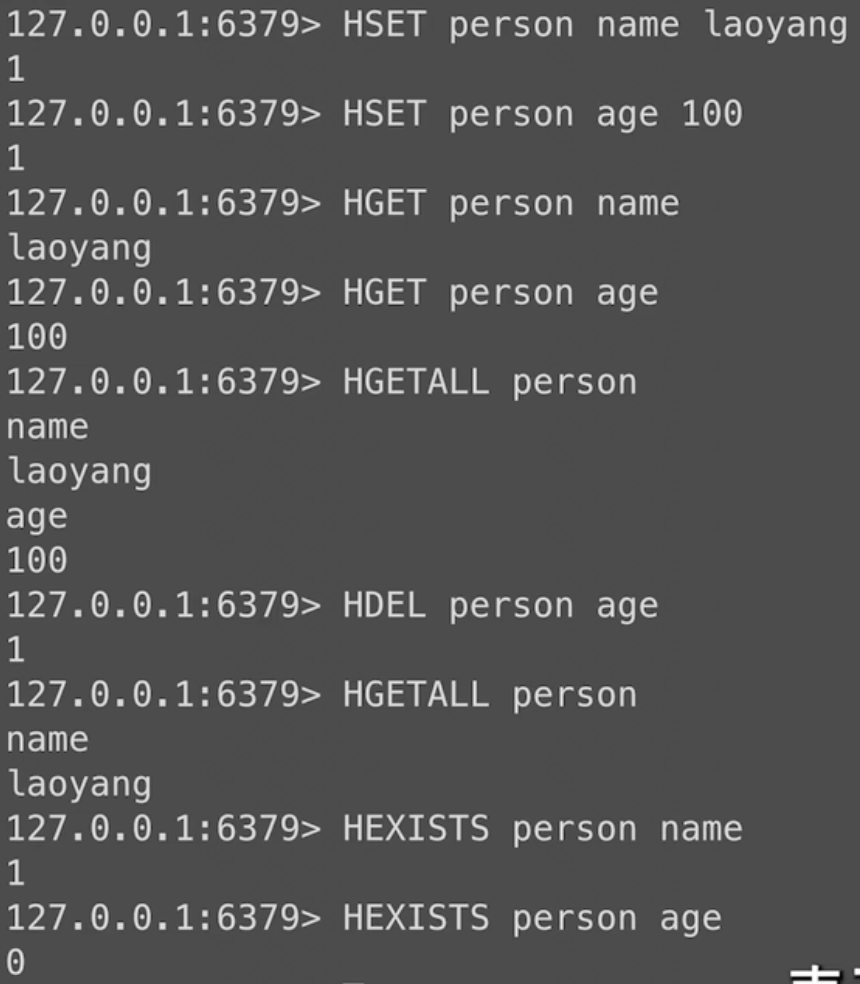 127.0.0.1:6379> HSET person name laoyang
1
127.0.0.1:6379> HSET person age 100
1
127.0.0.1:6379> HGET person name
laoyang
127.0.0.1:6379> HGET person age
100
127.0.0.1:6379> HGETALL person
name
laoyang
age
100
127.0.0.1:6379> HDEL person age
1
127.0.0.1:6379> HGETALL person
name
laoyang
127.0.0.1:6379> HEXISTS person name
1
127.0.0.1:6379> HEXISTS person age
0